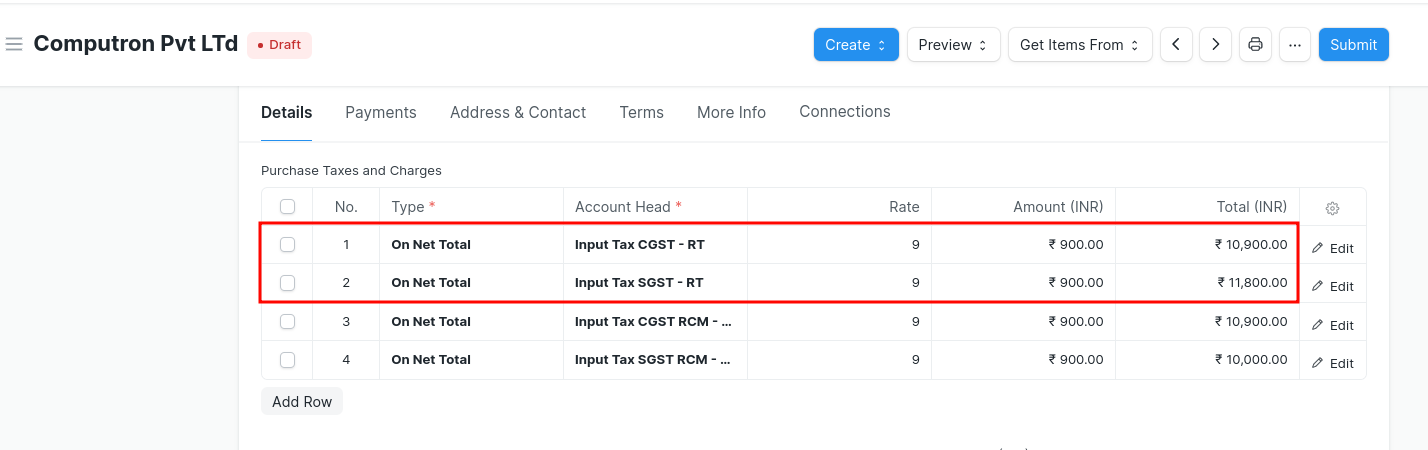 Computron Pvt LTd Draft Create Preview Get Items From Submit
Details Payments Address & Contact Terms More Info Connections
Purchase Taxes and Charges
No. Type * Account Head * Rate Amount (INR) Total (INR)
1 On Net Total Input Tax CGST - RT 9 ₹ 900.00 ₹ 10,900.00 Edit
2 On Net Total Input Tax SGST - RT 9 ₹ 900.00 ₹ 11,800.00 Edit
3 On Net Total Input Tax CGST RCM - ... 9 ₹ 900.00 ₹ 10,900.00 Edit
4 On Net Total Input Tax SGST RCM - ... 9 ₹ 900.00 ₹ 10,000.00 Edit
Add Row